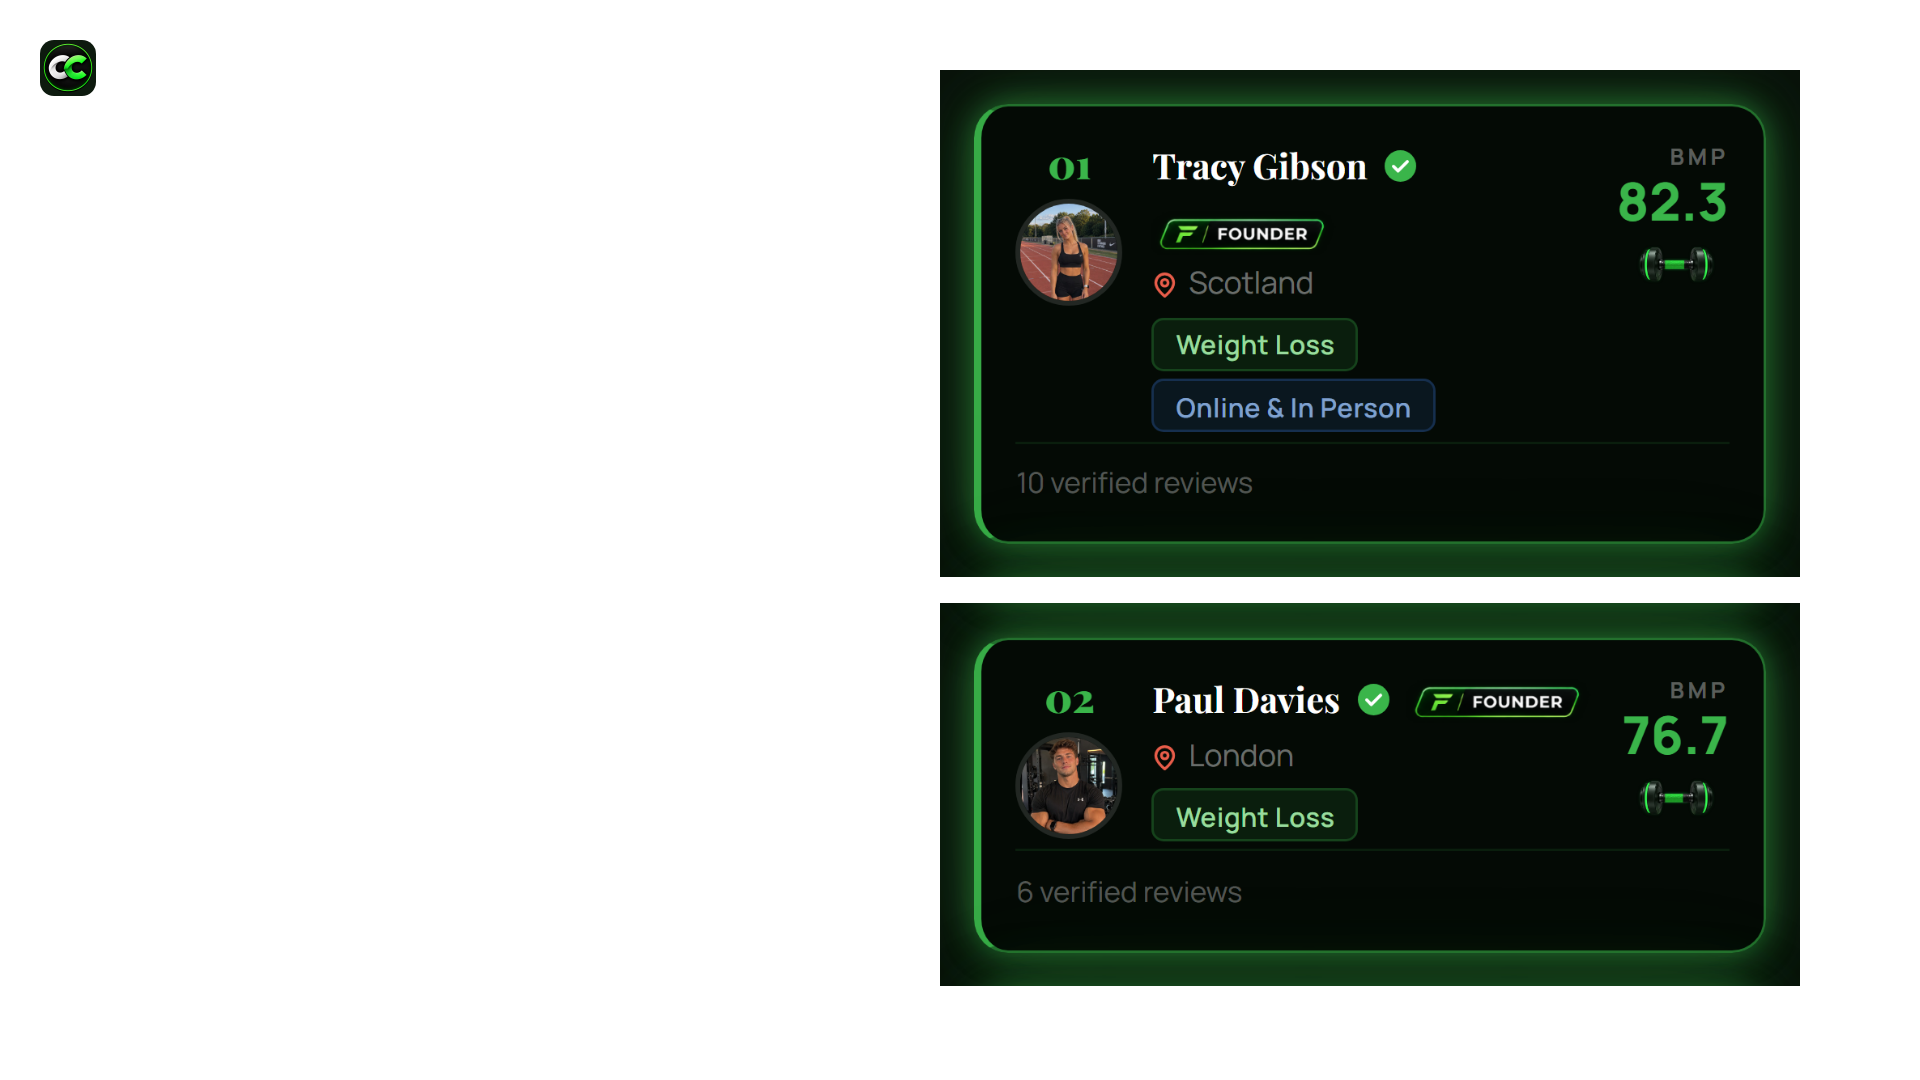 CC
01
Tracy Gibson
BMP
82.3
F / FOUNDER
Scotland
Weight Loss
Online & In Person
10 verified reviews
02
Paul Davies
F / FOUNDER
BMP
76.7
London
Weight Loss
6 verified reviews